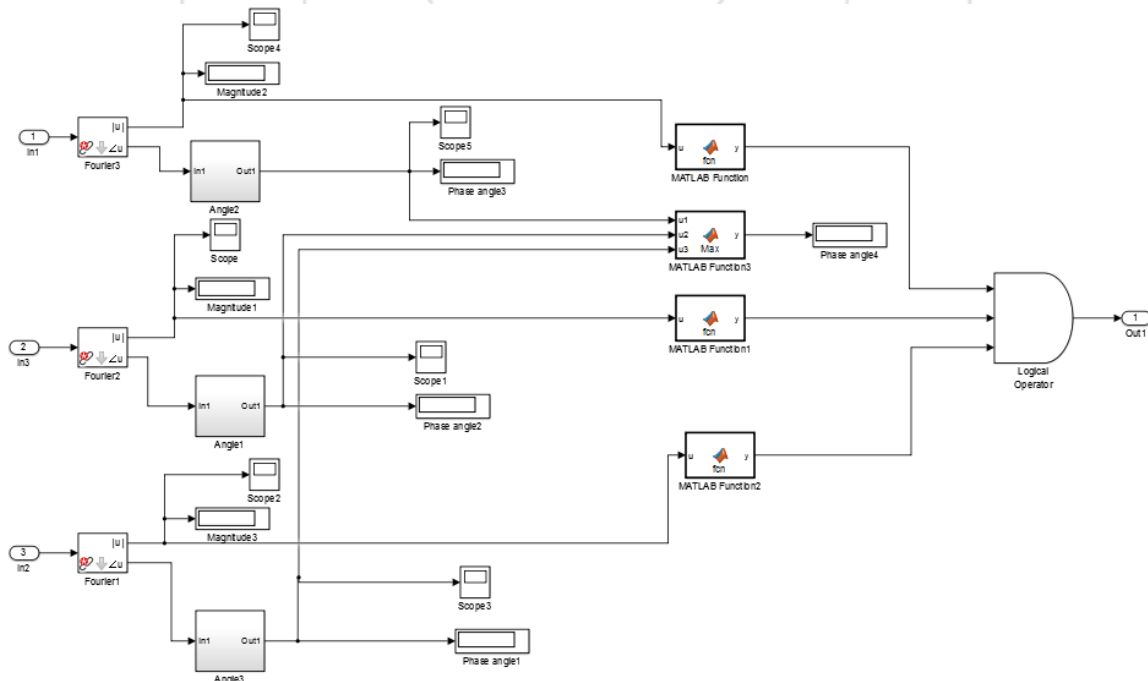 Scope4
Magnitude2
1
In1
|u|
∠u
Fourier3
In1
Out1
Angle2
Scope5
Phase angle3
u
fcn
y
MATLAB Function
u1
u2
u3
Max
y
MATLAB Function3
Phase angle4
Scope
Magnitude1
2
In3
|u|
∠u
Fourier2
In1
Out1
Angle1
Scope1
Phase angle2
u
fcn
y
MATLAB Function1
Logical
Operator
1
Out1
Scope2
Magnitude3
u
fcn
y
MATLAB Function2
3
In2
|u|
∠u
Fourier1
In1
Out1
Angle3
Scope3
Phase angle1